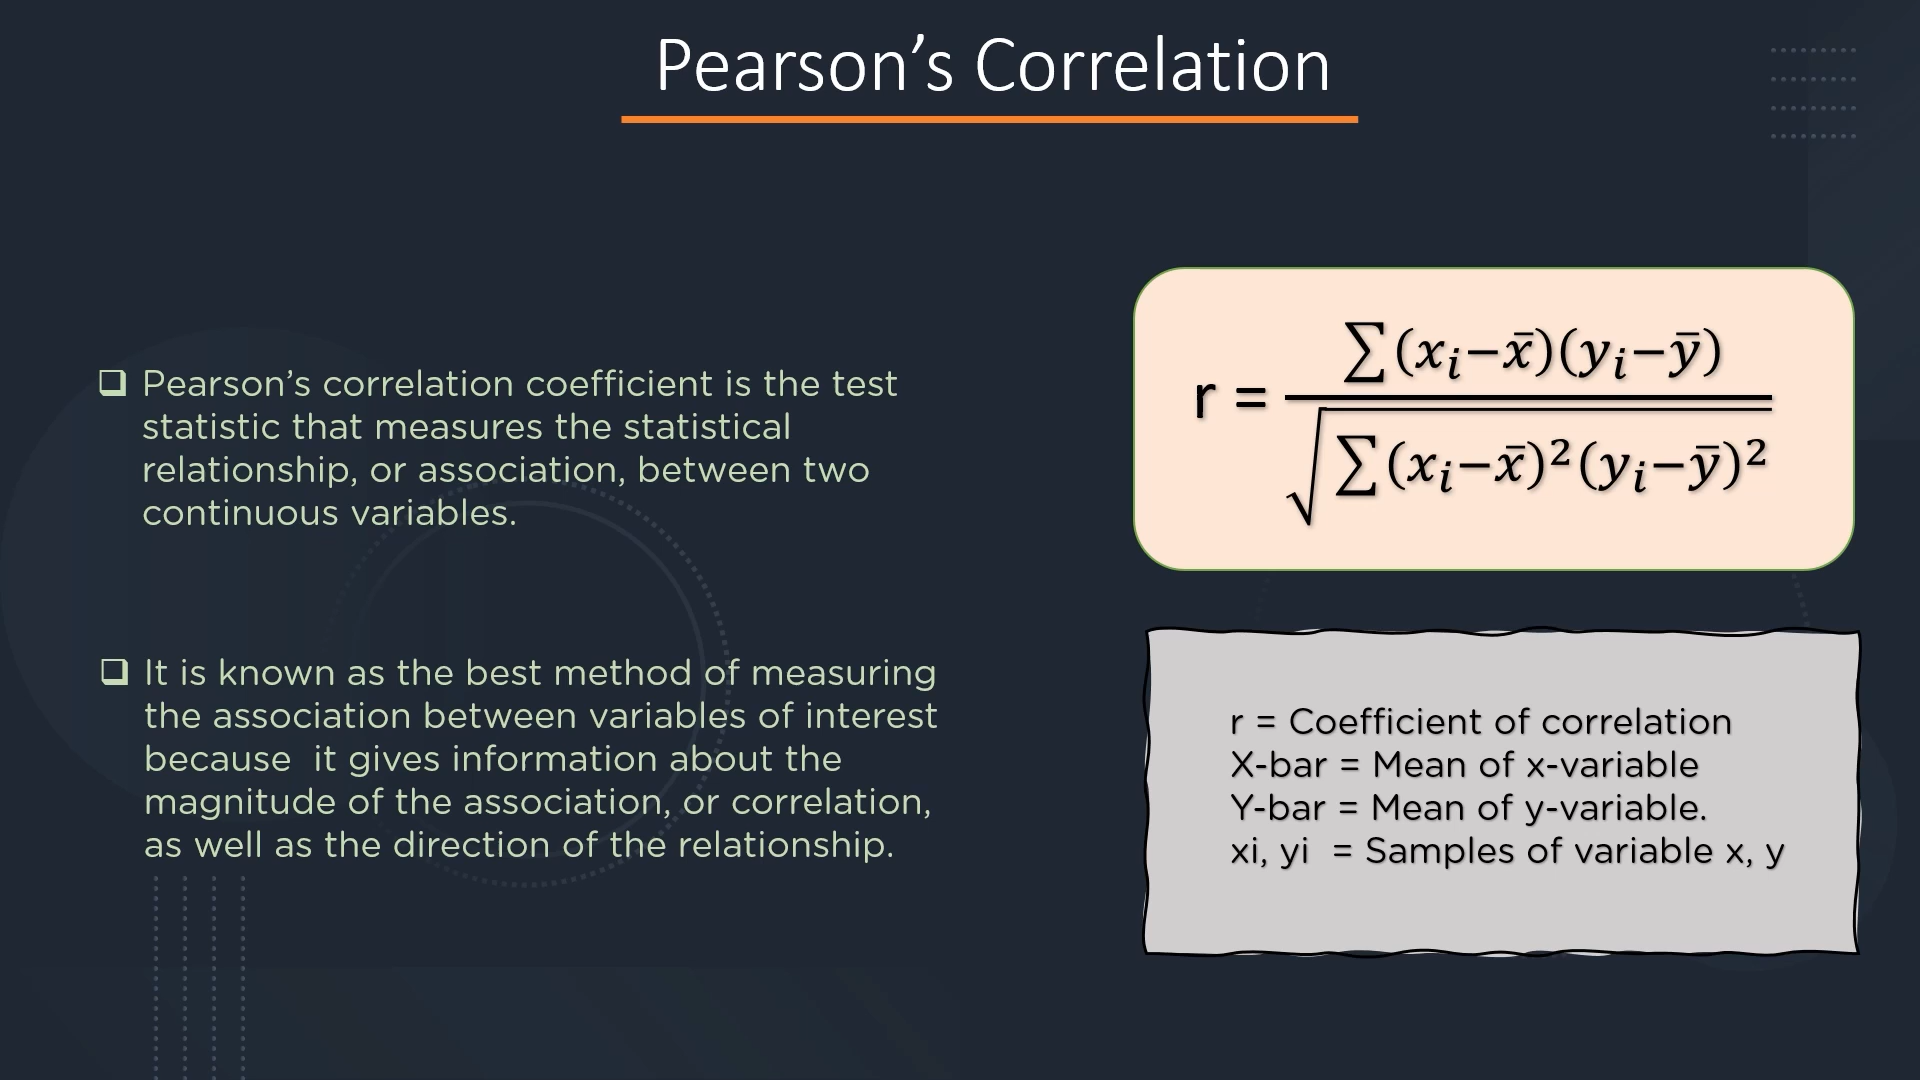 Pearson’s Correlation
❑ Pearson’s correlation coefficient is the test
statistic that measures the statistical
relationship, or association, between two
continuous variables.
❑ It is known as the best method of measuring
the association between variables of interest
because  it gives information about the
magnitude of the association, or correlation,
as well as the direction of the relationship.
r = ∑(xᵢ−x̄)(yᵢ−ȳ)
√∑(xᵢ−x̄)²(yᵢ−ȳ)²
r = Coefficient of correlation
X-bar = Mean of x-variable
Y-bar = Mean of y-variable.
xi, yi  = Samples of variable x, y